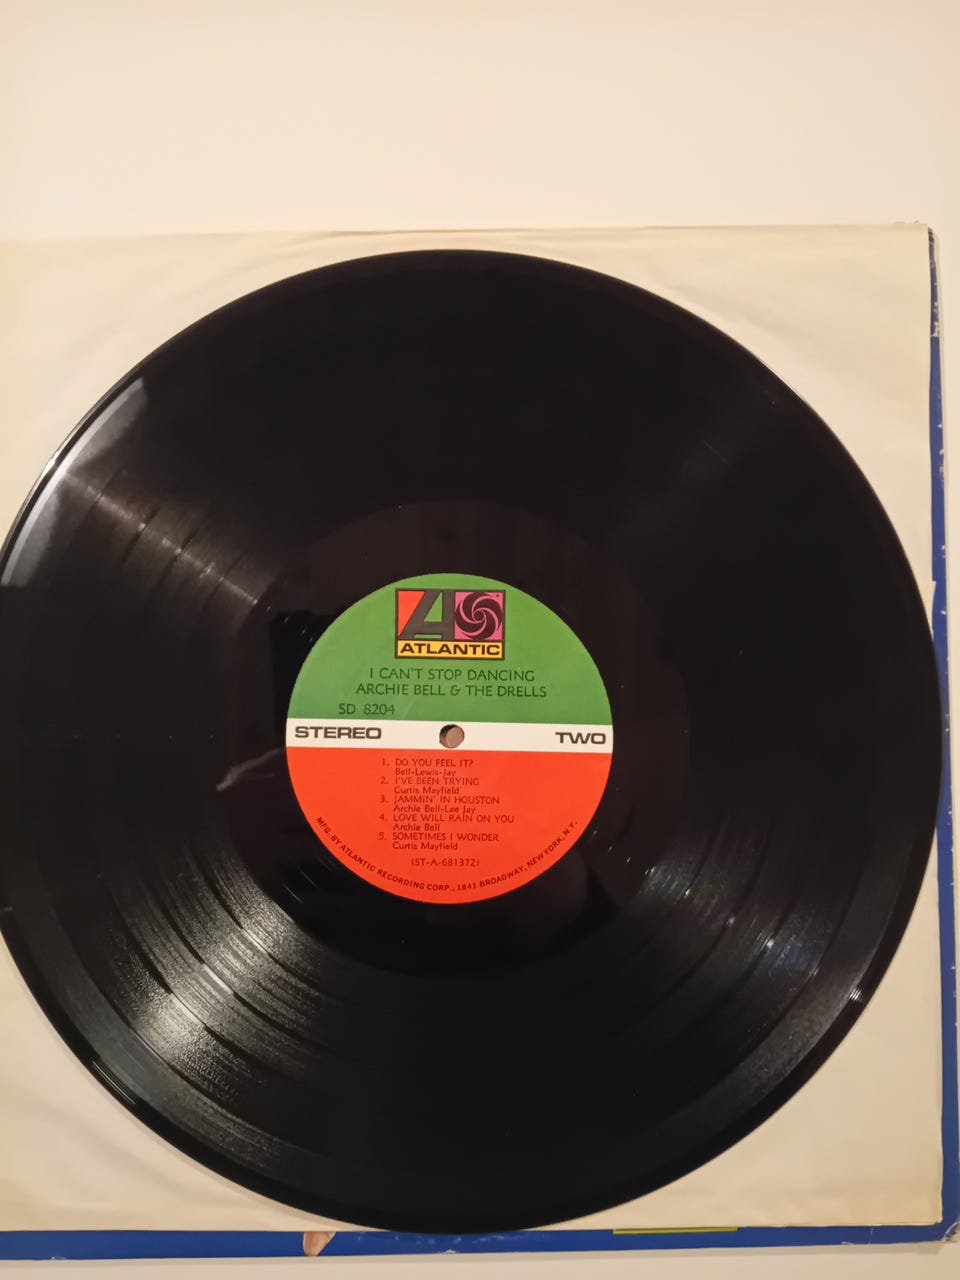 ATLANTIC
I CAN'T STOP DANCING
ARCHIE BELL & THE DRELLS
SD 8204
STEREO TWO
1. DO YOU FEEL IT?
Bell-Lewis-Jay
2. I'VE BEEN TRYING
Curtis Mayfield
3. JAMMIN' IN HOUSTON
Archie Bell-Lee Jay
4. LOVE WILL RAIN ON YOU
Archie Bell
5. SOMETIMES I WONDER
Curtis Mayfield
(ST-A-681372)
MFG. BY ATLANTIC RECORDING CORP., 1841 BROADWAY, NEW YORK, N.Y.